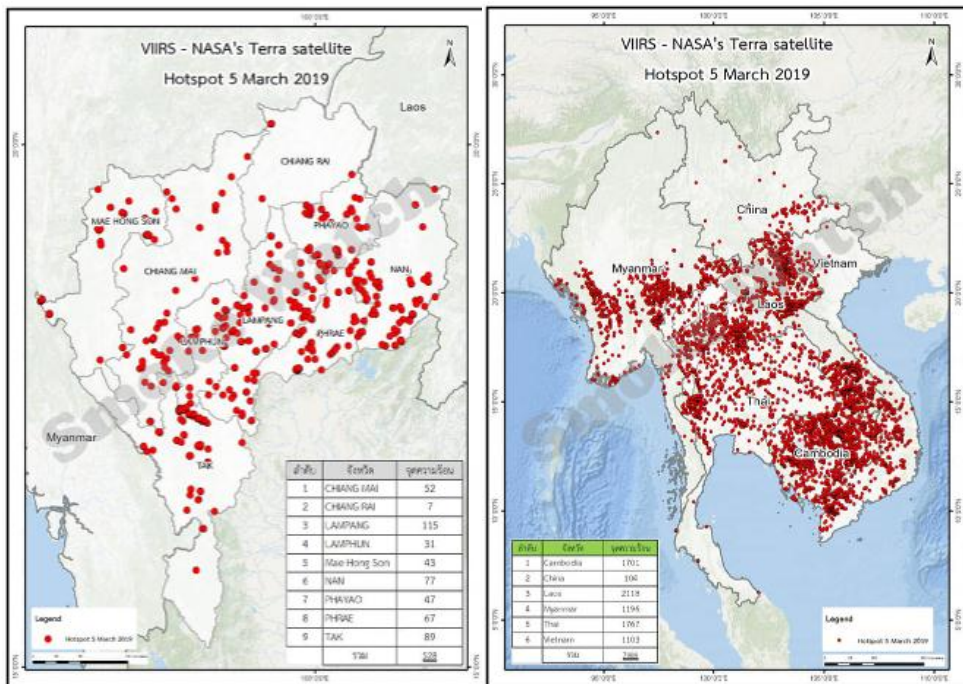 VIIRS - NASA's Terra satellite
Hotspot 5 March 2019
N
Laos
CHIANG RAI
MAE HONG SON
PHAYAO
CHIANG MAI
NAN
LAMPANG
LAMPHUN
PHRAE
Myanmar
TAK
ลำดับ จังหวัด จุดความร้อน
1 CHIANG MAI 52
2 CHIANG RAI 7
3 LAMPANG 115
4 LAMPHUN 31
5 Mae Hong Son 43
6 NAN 77
7 PHAYAO 47
8 PHRAE 67
9 TAK 89
รวม 528
Legend
Hotspot 5 March 2019
VIIRS - NASA's Terra satellite
Hotspot 5 March 2019
N
China
Myanmar
Vietnam
Laos
Thai
Cambodia
ลำดับ จังหวัด จุดความร้อน
1 Cambodia 1701
2 China 104
3 Laos 2118
4 Myanmar 1196
5 Thai 1767
6 Vietnam 1103
รวม
Legend
Hotspot 5 March 2019